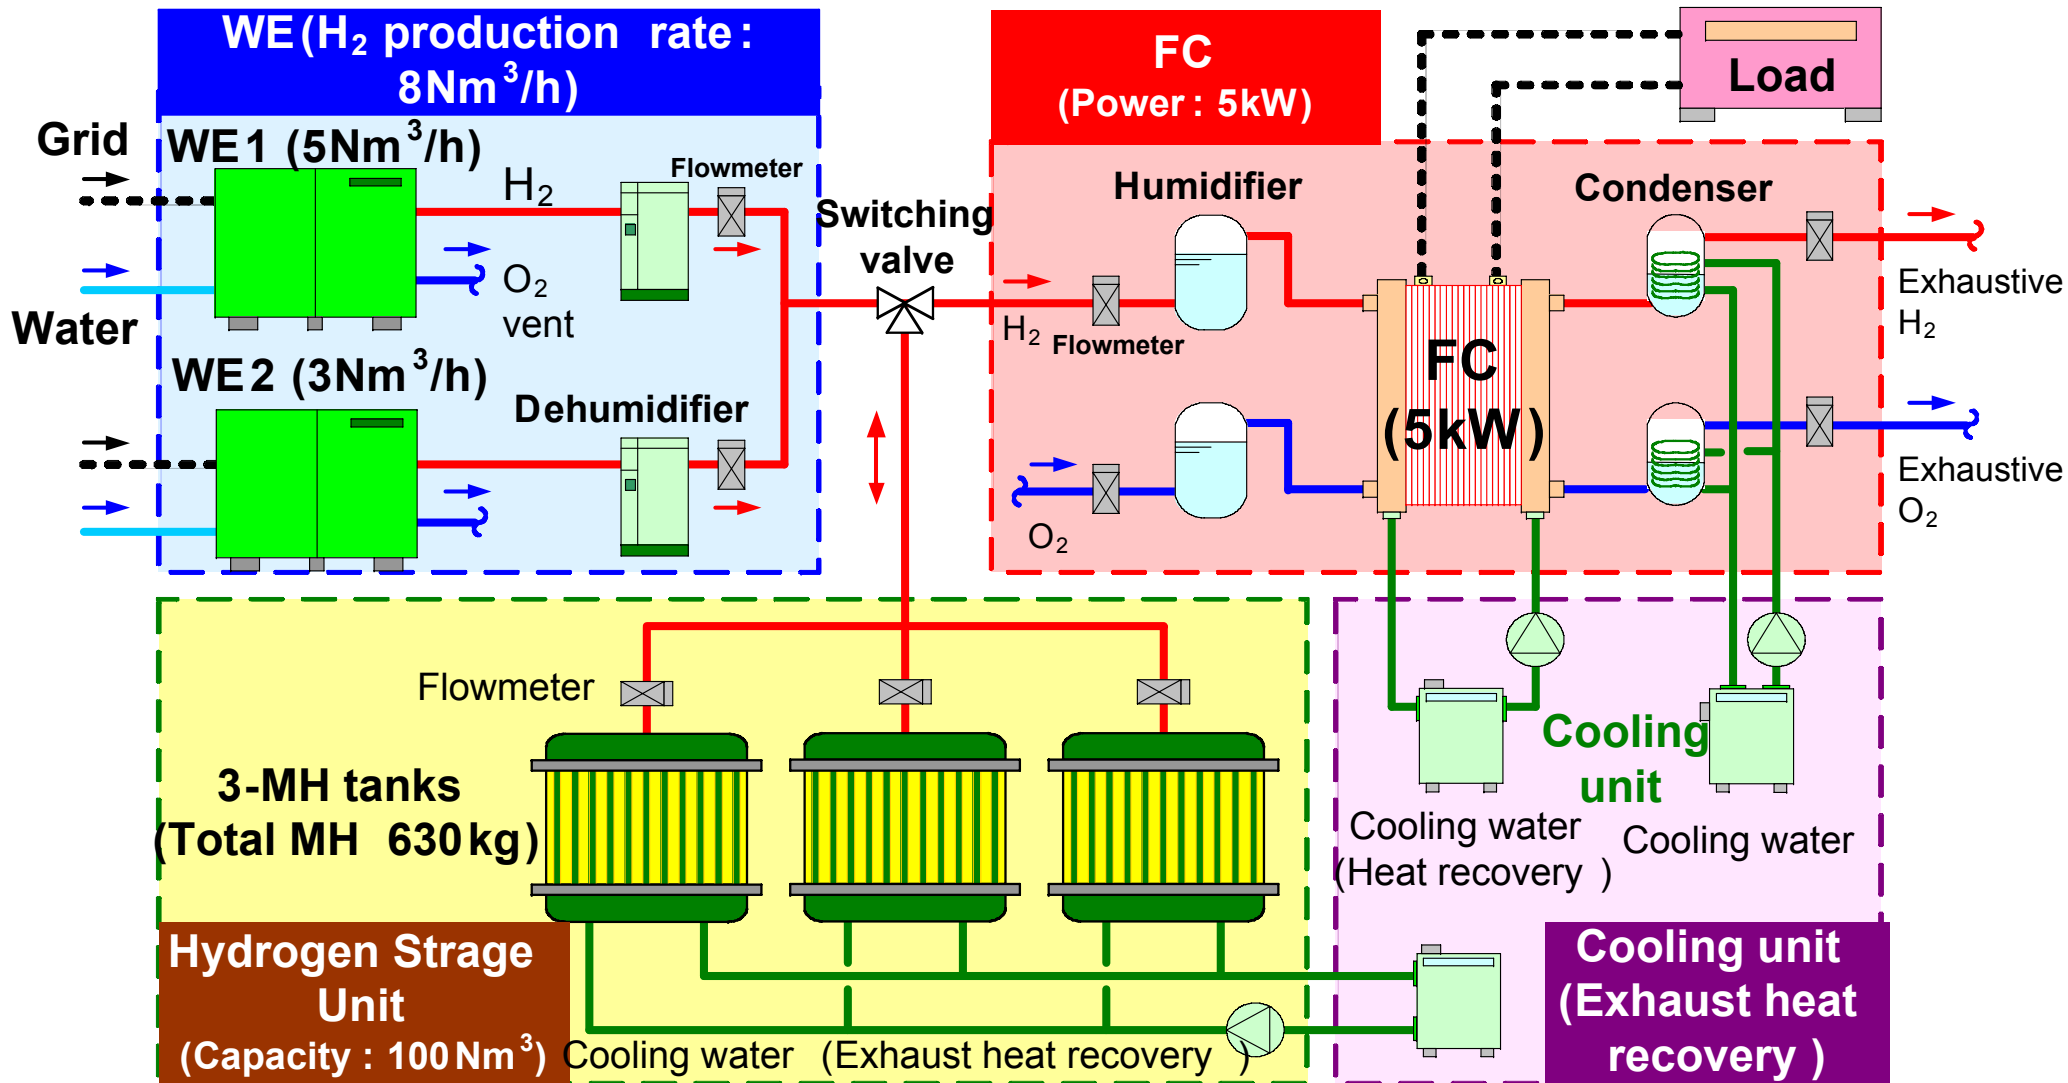 WE(H₂ production rate:
8Nm³/h)
FC
(Power: 5kW)
Load
Grid
WE1 (5Nm³/h)
H₂
Flowmeter
Switching
valve
Humidifier
Condenser
O₂
vent
Water
H₂
Flowmeter
Exhaustive
H₂
WE2 (3Nm³/h)
Dehumidifier
FC
(5kW)
O₂
Exhaustive
O₂
Flowmeter
3-MH tanks
(Total MH 630kg)
Cooling
unit
Cooling water
(Heat recovery )
Cooling water
Hydrogen Strage
Unit
(Capacity : 100Nm³)
Cooling water (Exhaust heat recovery )
Cooling unit
(Exhaust heat
recovery )